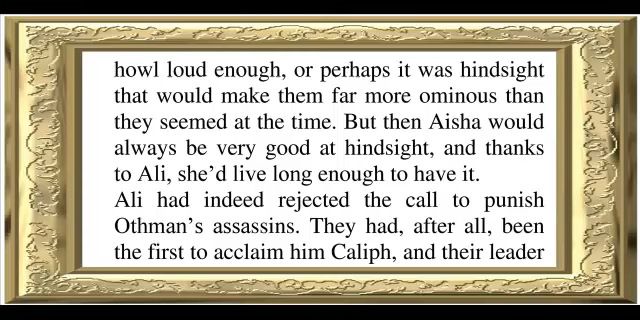 howl loud enough, or perhaps it was hindsight
that would make them far more ominous than
they seemed at the time. But then Aisha would
always be very good at hindsight, and thanks
to Ali, she’d live long enough to have it.
Ali had indeed rejected the call to punish
Othman’s assassins. They had, after all, been
the first to acclaim him Caliph, and their leader